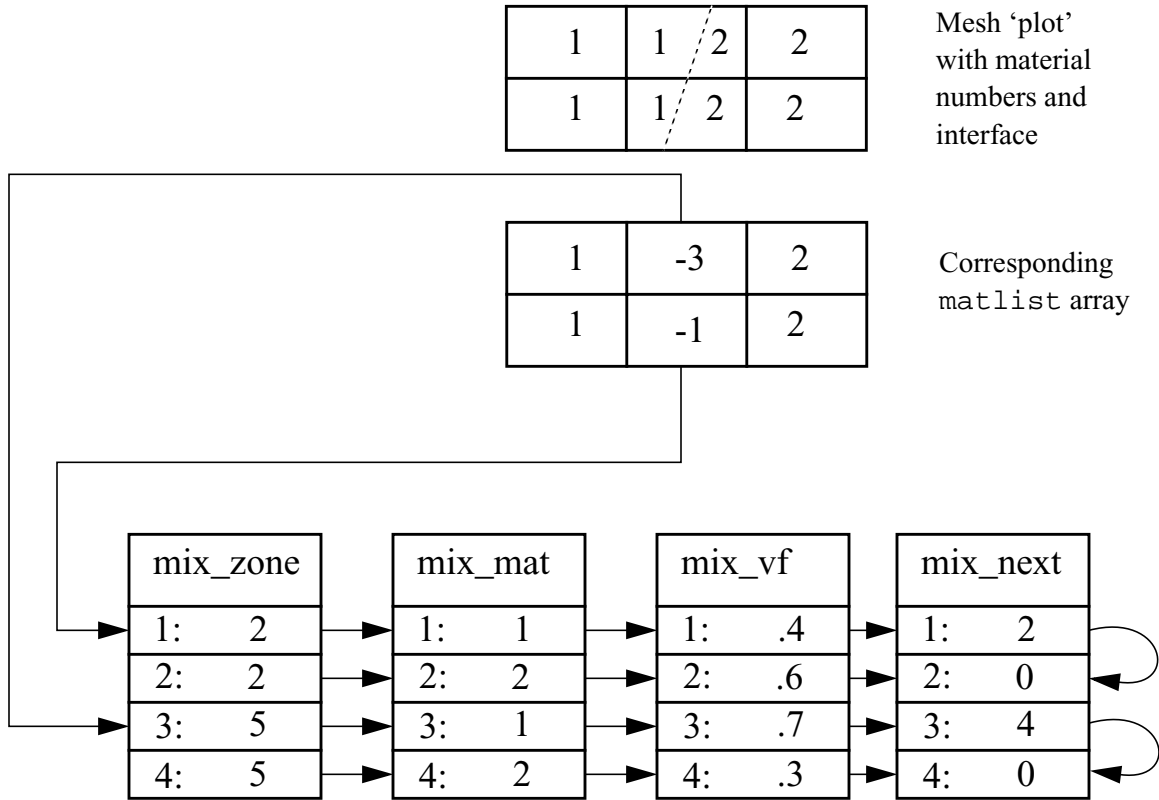 1 1 2 2
1 1 2 2
Mesh ‘plot’
with material
numbers and
interface
1 -3 2
1 -1 2
Corresponding
matlist array
mix_zone mix_mat mix_vf mix_next
1: 2 1: 1 1: .4 1: 2
2: 2 2: 2 2: .6 2: 0
3: 5 3: 1 3: .7 3: 4
4: 5 4: 2 4: .3 4: 0